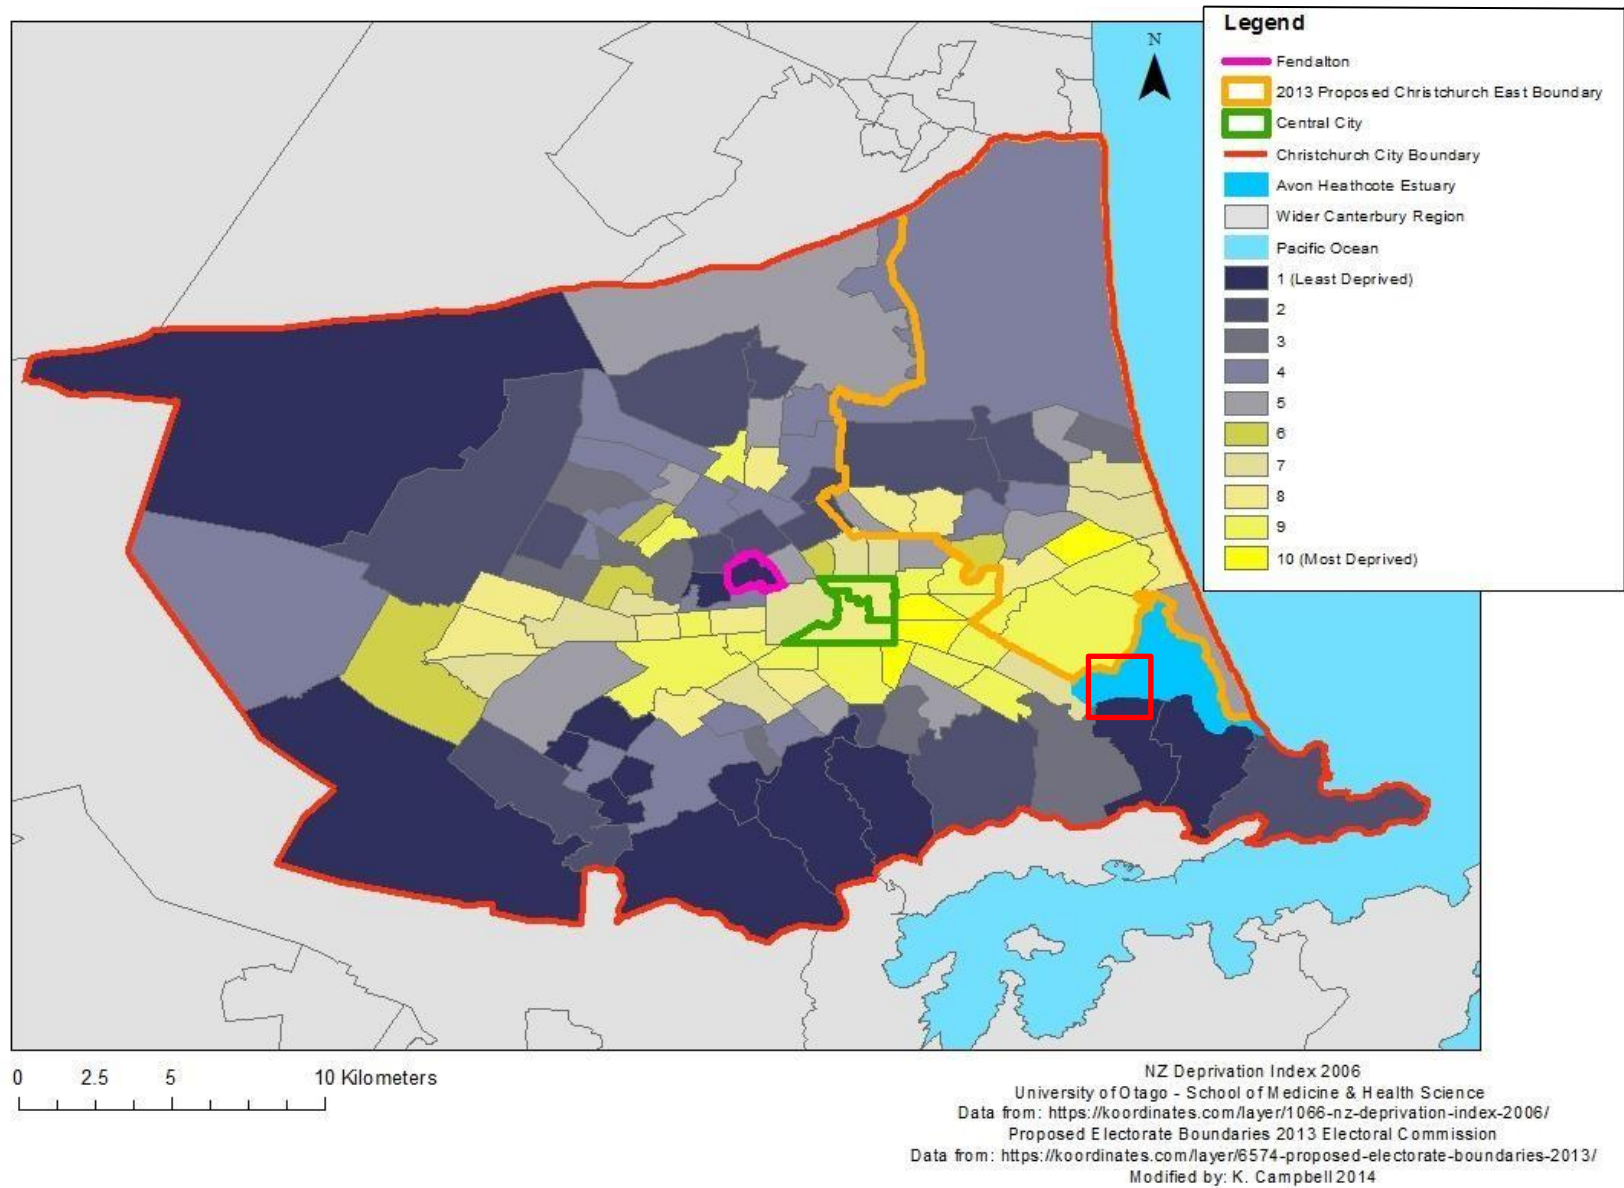 N
Legend
Fendalton
2013 Proposed Christchurch East Boundary
Central City
Christchurch City Boundary
Avon Heathcote Estuary
Wider Canterbury Region
Pacific Ocean
1 (Least Deprived)
2
3
4
5
6
7
8
9
10 (Most Deprived)
0 2.5 5 10 Kilometers
NZ Deprivation Index 2006
University of Otago - School of Medicine & Health Science
Data from: https://koordinates.com/layer/1066-nz-deprivation-index-2006/
Proposed Electorate Boundaries 2013 Electoral Commission
Data from: https://koordinates.com/layer/6574-proposed-electorate-boundaries-2013/
Modified by: K. Campbell 2014